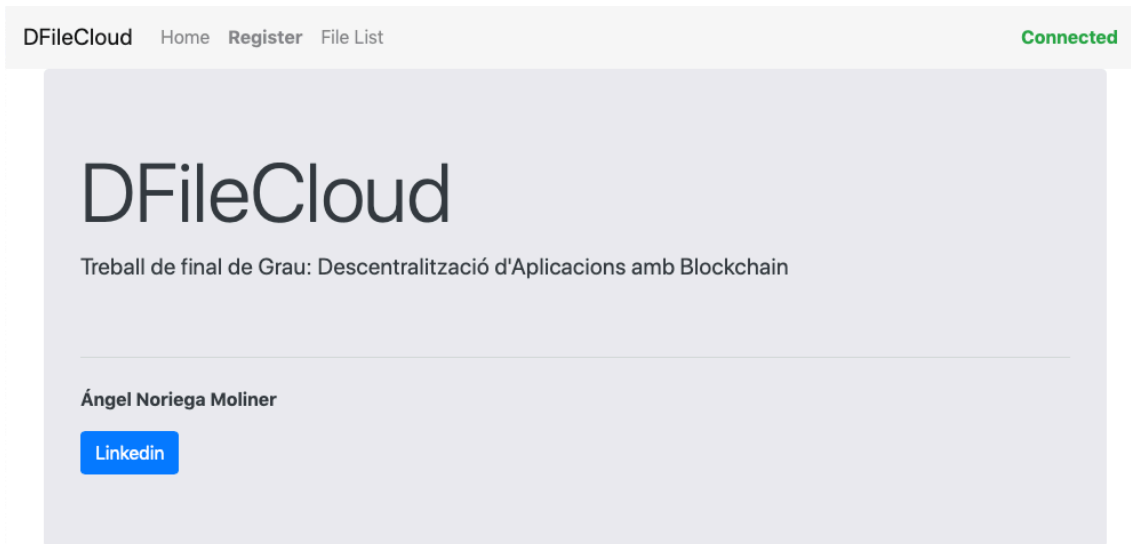 DFileCloud Home Register File List Connected
DFileCloud
Treball de final de Grau: Descentralització d'Aplicacions amb Blockchain
Ángel Noriega Moliner
Linkedin